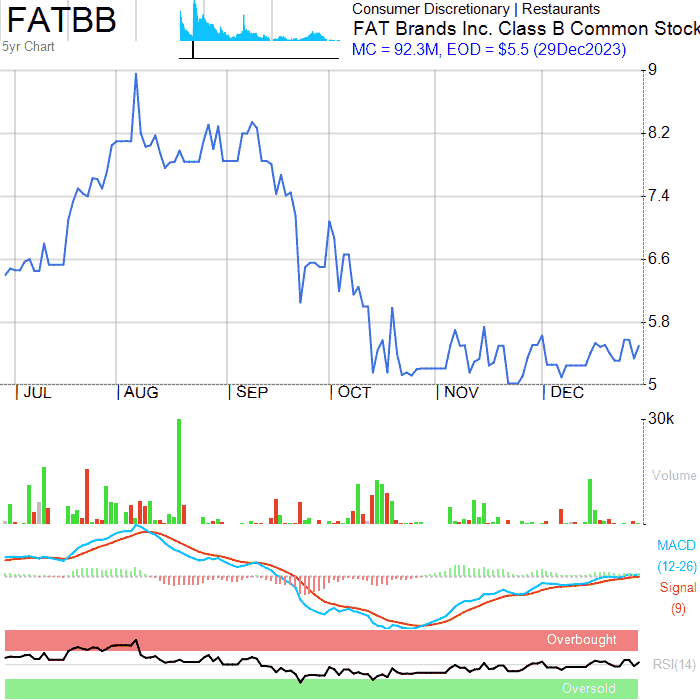 FATBB
5yr Chart
Consumer Discretionary | Restaurants
FAT Brands Inc. Class B Common Stock
MC = 92.3M, EOD = $5.5 (29Dec2023)
9
8.2
7.4
6.6
5.8
5
JUL AUG SEP OCT NOV DEC
30k
Volume
MACD
(12-26)
Signal
(9)
Overbought
RSI(14)
Oversold